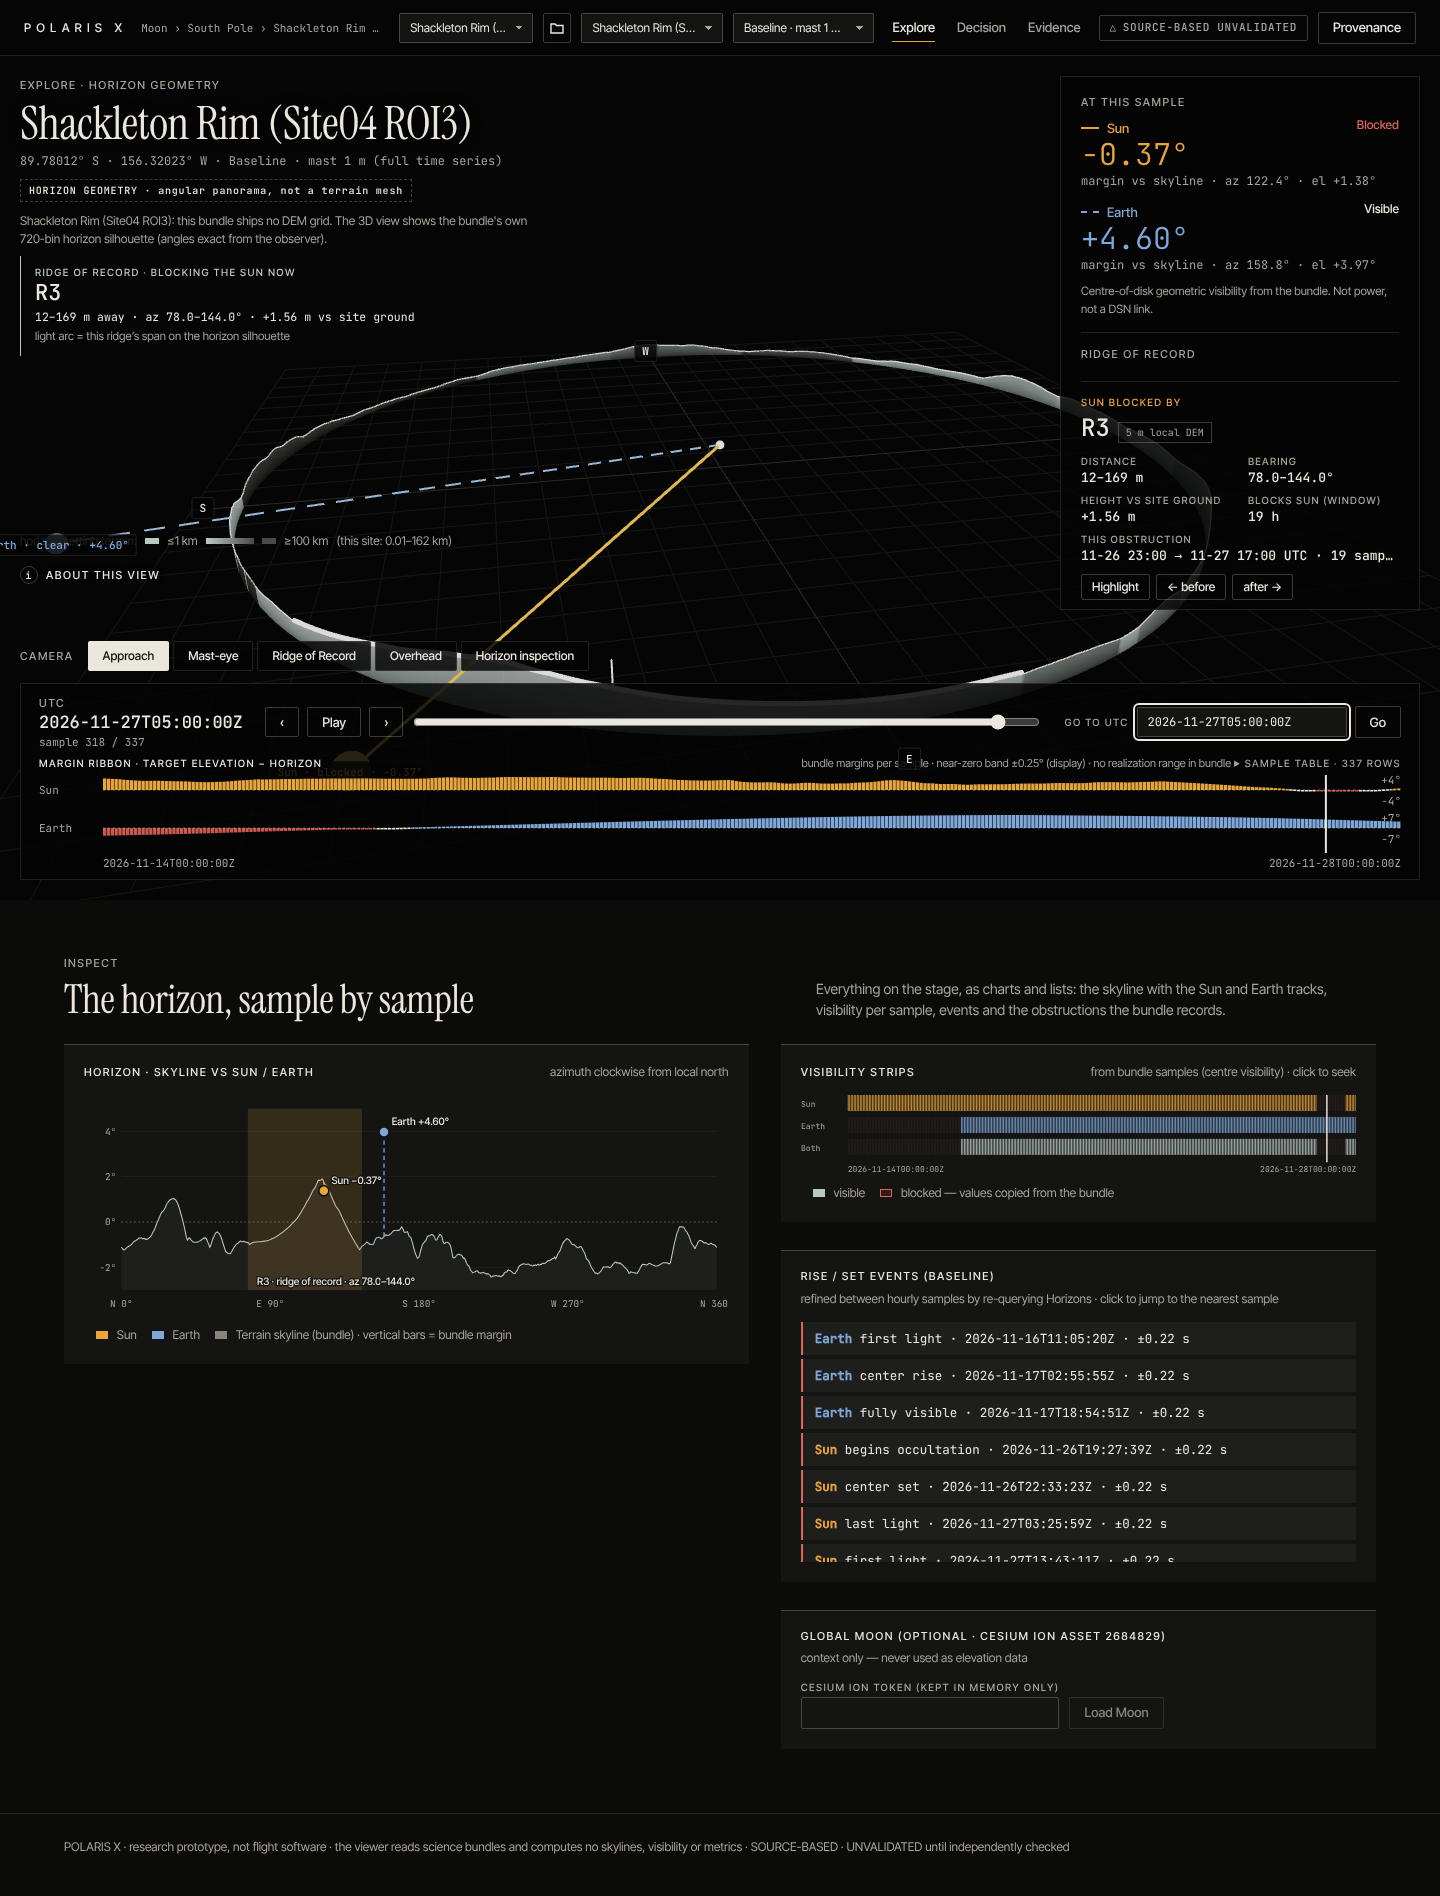 POLARIS X
Moon › South Pole › Shackleton Rim …
Shackleton Rim (...
Shackleton Rim (S...
Baseline · mast 1 ...
Explore
Decision
Evidence
△ SOURCE-BASED UNVALIDATED
Provenance
EXPLORE · HORIZON GEOMETRY
Shackleton Rim (Site04 ROI3)
89.78012° S · 156.32023° W · Baseline · mast 1 m (full time series)
HORIZON GEOMETRY · angular panorama, not a terrain mesh
Shackleton Rim (Site04 ROI3): this bundle ships no DEM grid. The 3D view shows the bundle's own
720-bin horizon silhouette (angles exact from the observer).
RIDGE OF RECORD · BLOCKING THE SUN NOW
R3
12–169 m away · az 78.0–144.0° · +1.56 m vs site ground
light arc = this ridge's span on the horizon silhouette
AT THIS SAMPLE
Sun
Blocked
-0.37°
margin vs skyline · az 122.4° · el +1.38°
Earth
Visible
+4.60°
margin vs skyline · az 158.8° · el +3.97°
Centre-of-disk geometric visibility from the bundle. Not power,
not a DSN link.
RIDGE OF RECORD
SUN BLOCKED BY
R3
5 m local DEM
DISTANCE
BEARING
12–169 m
78.0–144.0°
HEIGHT VS SITE GROUND
BLOCKS SUN (WINDOW)
+1.56 m
19 h
THIS OBSTRUCTION
11-26 23:00 → 11-27 17:00 UTC · 19 samp…
Highlight
← before
after →
W
S
E
rth · clear · +4.60°
≤1 km
≥100 km
(this site: 0.01–162 km)
i
ABOUT THIS VIEW
CAMERA
Approach
Mast-eye
Ridge of Record
Overhead
Horizon inspection
UTC
2026-11-27T05:00:00Z
sample 318 / 337
‹
Play
›
GO TO UTC
2026-11-27T05:00:00Z
Go
Sun · blocked · -0.37°
MARGIN RIBBON · TARGET ELEVATION − HORIZON
bundle margins per s le · near-zero band ±0.25° (display) · no realization range in bundle
▸ SAMPLE TABLE · 337 ROWS
Sun
+4°
-4°
Earth
+7°
-7°
2026-11-14T00:00:00Z
2026-11-28T00:00:00Z
INSPECT
The horizon, sample by sample
Everything on the stage, as charts and lists: the skyline with the Sun and Earth tracks,
visibility per sample, events and the obstructions the bundle records.
HORIZON · SKYLINE VS SUN / EARTH
azimuth clockwise from local north
4°
2°
0°
-2°
Earth +4.60°
Sun −0.37°
R3 · ridge of record · az 78.0–144.0°
N 0°
E 90°
S 180°
W 270°
N 360
Sun
Earth
Terrain skyline (bundle) · vertical bars = bundle margin
VISIBILITY STRIPS
from bundle samples (centre visibility) · click to seek
Sun
Earth
Both
2026-11-14T00:00:00Z
2026-11-28T00:00:00Z
visible
blocked — values copied from the bundle
RISE / SET EVENTS (BASELINE)
refined between hourly samples by re-querying Horizons · click to jump to the nearest sample
Earth first light · 2026-11-16T11:05:20Z · ±0.22 s
Earth center rise · 2026-11-17T02:55:55Z · ±0.22 s
Earth fully visible · 2026-11-17T18:54:51Z · ±0.22 s
Sun begins occultation · 2026-11-26T19:27:39Z · ±0.22 s
Sun center set · 2026-11-26T22:33:23Z · ±0.22 s
Sun last light · 2026-11-27T03:25:59Z · ±0.22 s
Sun first light · 2026-11-27T13:43:11Z · ±0.22 s
GLOBAL MOON (OPTIONAL · CESIUM ION ASSET 2684829)
context only — never used as elevation data
CESIUM ION TOKEN (KEPT IN MEMORY ONLY)
Load Moon
POLARIS X · research prototype, not flight software · the viewer reads science bundles and computes no skylines, visibility or metrics · SOURCE-BASED · UNVALIDATED until independently checked